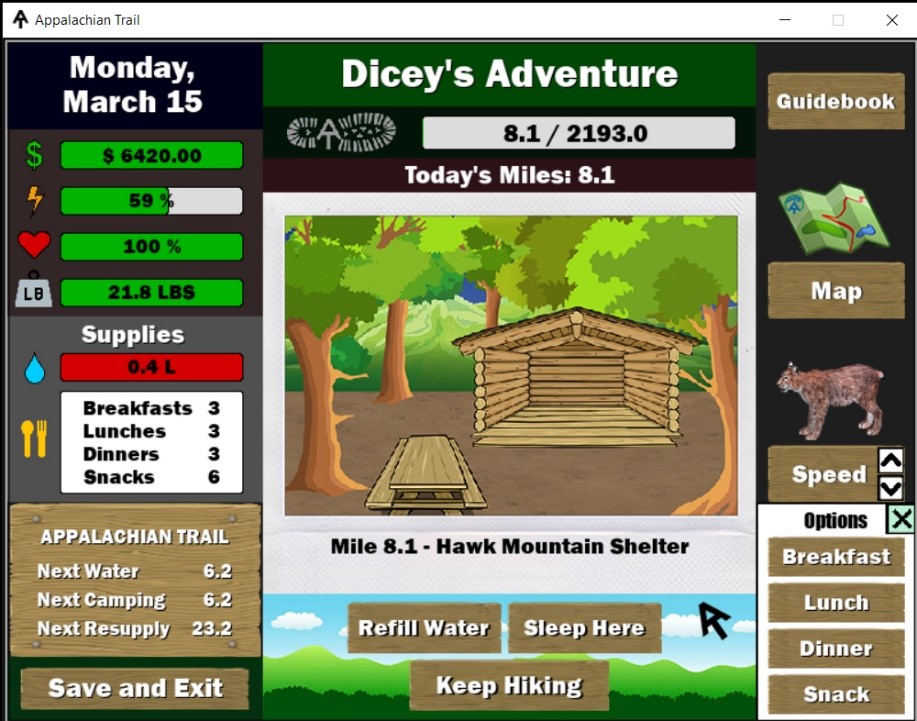 Appalachian Trail
Monday,
March 15
$ 6420.00
59 %
100 %
LB
21.8 LBS
Supplies
0.4 L
Breakfasts 3
Lunches 3
Dinners 3
Snacks 6
APPALACHIAN TRAIL
Next Water 6.2
Next Camping 6.2
Next Resupply 23.2
Save and Exit
Dicey's Adventure
8.1 / 2193.0
Today's Miles: 8.1
Mile 8.1 - Hawk Mountain Shelter
Refill Water
Sleep Here
Keep Hiking
Guidebook
Map
Speed
Options
Breakfast
Lunch
Dinner
Snack